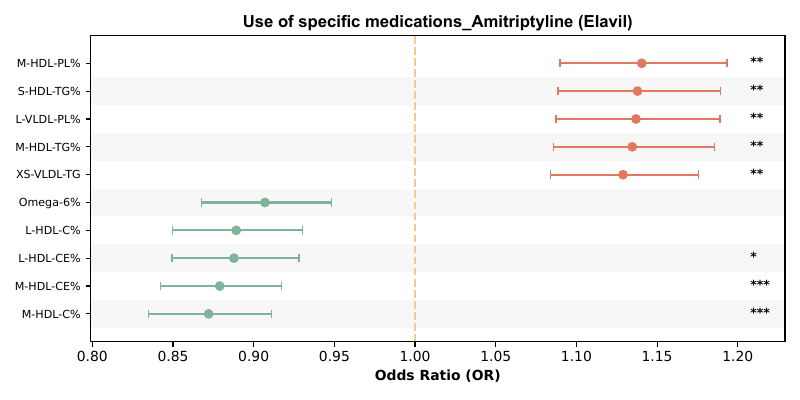 Use of specific medications_Amitriptyline (Elavil)
M-HDL-PL% **
S-HDL-TG% **
L-VLDL-PL% **
M-HDL-TG% **
XS-VLDL-TG **
Omega-6%
L-HDL-C%
L-HDL-CE% *
M-HDL-CE% ***
M-HDL-C% ***
0.80 0.85 0.90 0.95 1.00 1.05 1.10 1.15 1.20
Odds Ratio (OR)